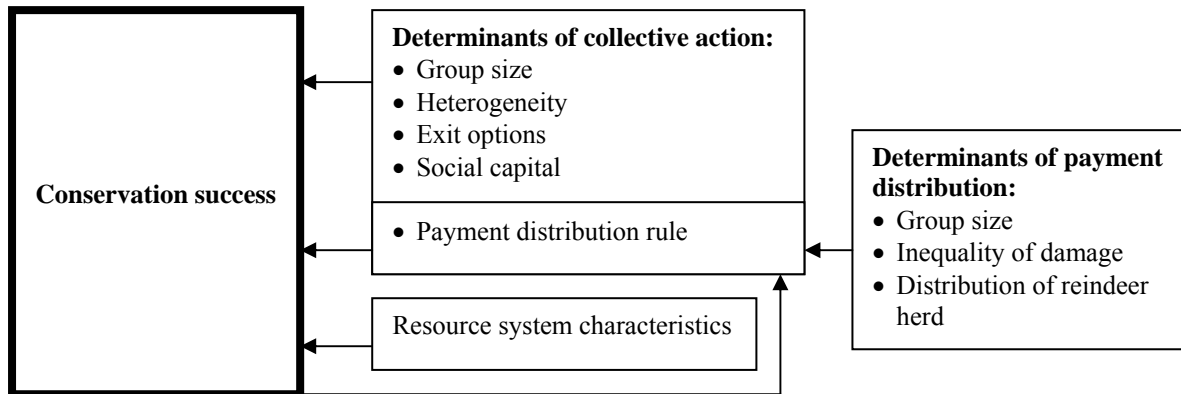 Conservation success
Determinants of collective action:
• Group size
• Heterogeneity
• Exit options
• Social capital
• Payment distribution rule
Resource system characteristics
Determinants of payment
distribution:
• Group size
• Inequality of damage
• Distribution of reindeer
herd